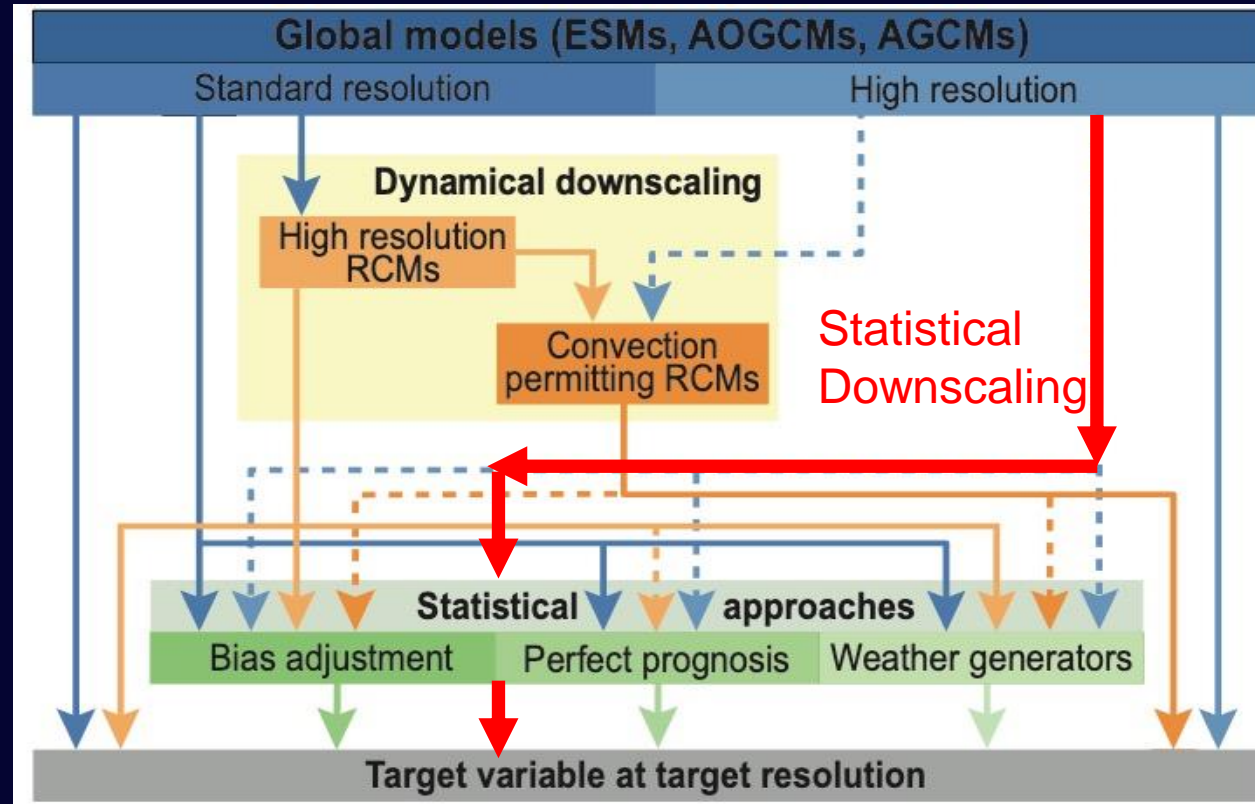 Global models (ESMs, AOGCMs, AGCMs)
Standard resolution
High resolution
Dynamical downscaling
High resolution
RCMs
Convection
permitting RCMs
Statistical
Downscaling
Statistical approaches
Bias adjustment
Perfect prognosis
Weather generators
Target variable at target resolution